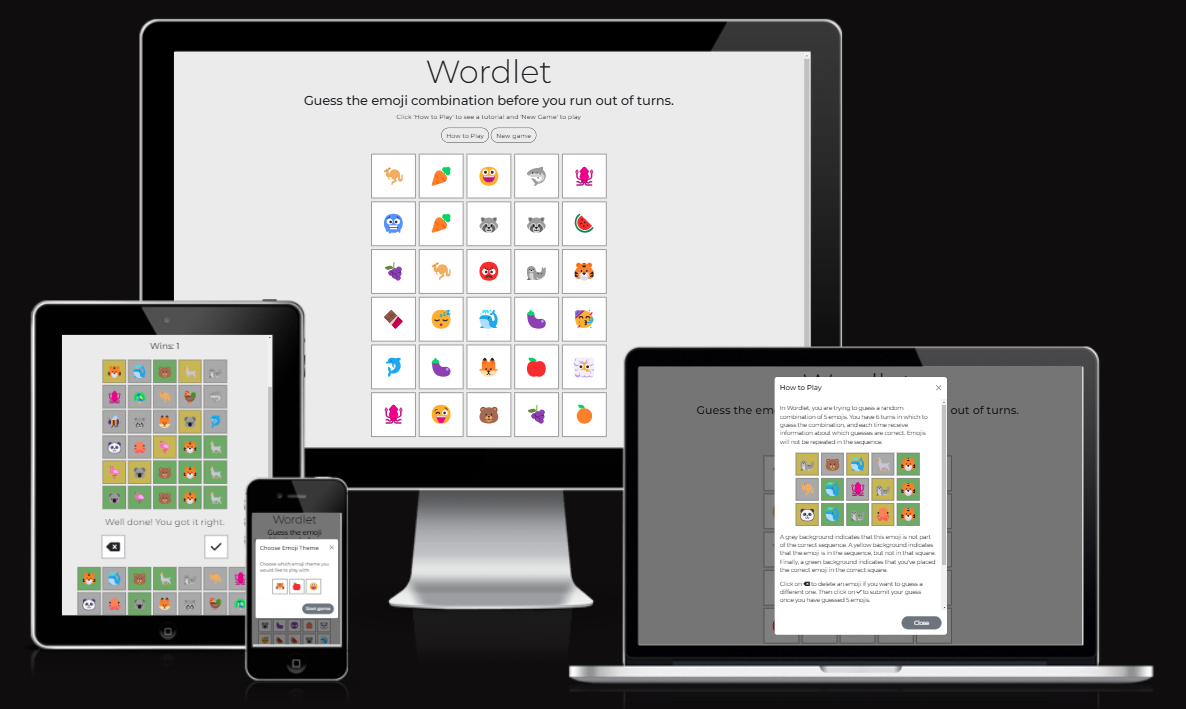 Wordlet
Guess the emoji combination before you run out of turns.
Click 'How to Play' to see a tutorial and 'New Game' to play
How to Play
New game
Wins: 1
Well done! You got it right.
Wordlet
Guess the emoji
Choose Emoji Theme
Choose which emoji theme you
would like to play with:
Start game
Guess the em
out of turns.
How to Play
In Wordlet, you are trying to guess a random
combination of 5 emojis. You have 6 turns in which to
guess the combination, and each time receive
information about which guesses are correct. Emojis
will not be repeated in the sequence.
A grey background indicates that this emoji is not part
of the correct sequence. A yellow background indicates
that the emoji is in the sequence, but not in that square.
Finally, a green background indicates that you've placed
the correct emoji in the correct square.
Click on to delete an emoji if you want to guess a
different one. Then click on to submit your guess
once you have guessed 5 emojis.
Close